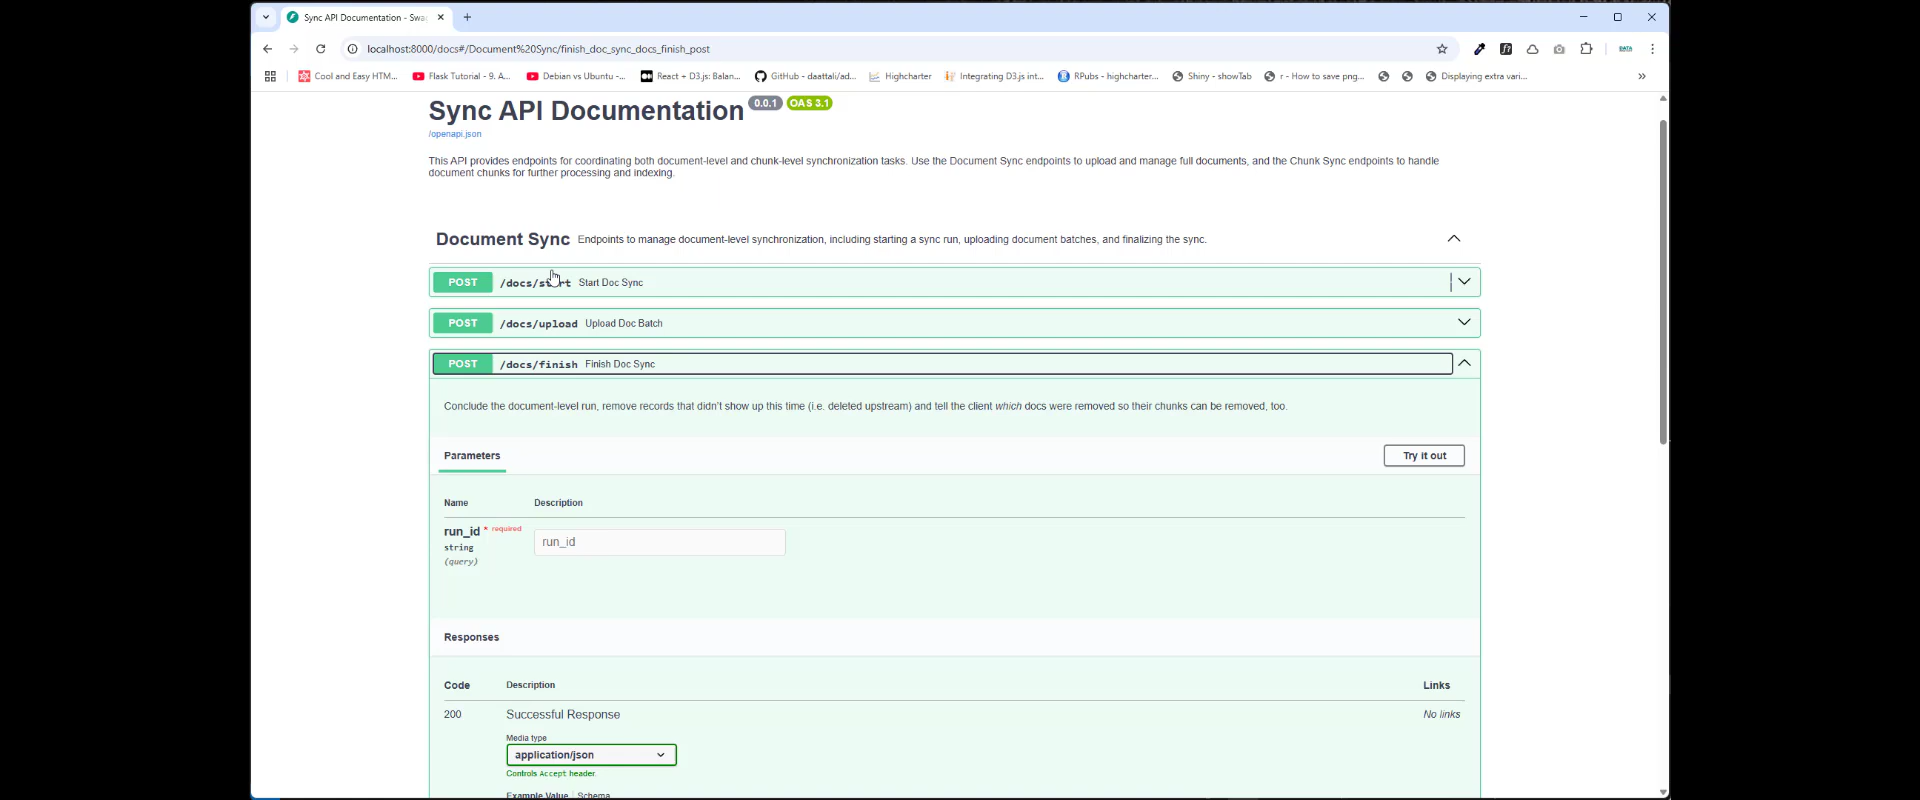 Sync API Documentation - Swa
localhost:8000/docs#/Document%20Sync/finish_doc_sync_docs_finish_post
Cool and Easy HTM... Flask Tutorial - 9. A... Debian vs Ubuntu -... React + D3.js: Balan... GitHub - daattali/ad... Highcharter Integrating D3.js int... RPubs - highcharter... Shiny - showTab r - How to save png... Displaying extra vari... »
Sync API Documentation 0.0.1 OAS 3.1
/openapi.json
This API provides endpoints for coordinating both document-level and chunk-level synchronization tasks. Use the Document Sync endpoints to upload and manage full documents, and the Chunk Sync endpoints to handle
document chunks for further processing and indexing.
Document Sync Endpoints to manage document-level synchronization, including starting a sync run, uploading document batches, and finalizing the sync.
POST /docs/start Start Doc Sync
POST /docs/upload Upload Doc Batch
POST /docs/finish Finish Doc Sync
Conclude the document-level run, remove records that didn't show up this time (i.e. deleted upstream) and tell the client which docs were removed so their chunks can be removed, too.
Parameters Try it out
Name Description
run_id * required
string
(query)
run_id
Responses
Code Description Links
200 Successful Response No links
Media type
application/json
Controls Accept header.
Example Value Schema